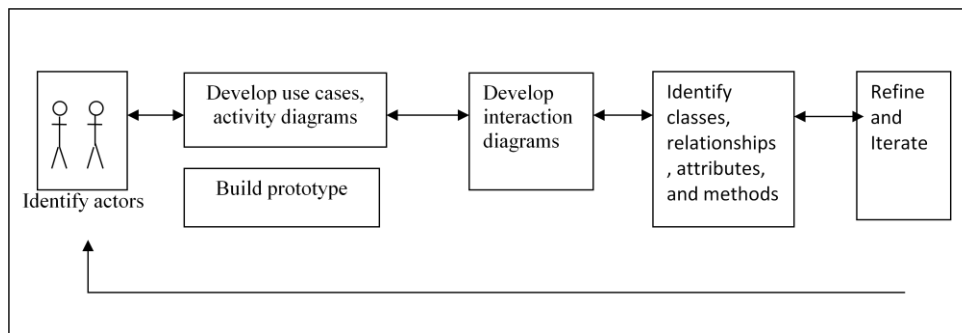 Identify actors
Develop use cases,
activity diagrams
Build prototype
Develop
interaction
diagrams
Identify
classes,
relationships
, attributes,
and methods
Refine
and
Iterate